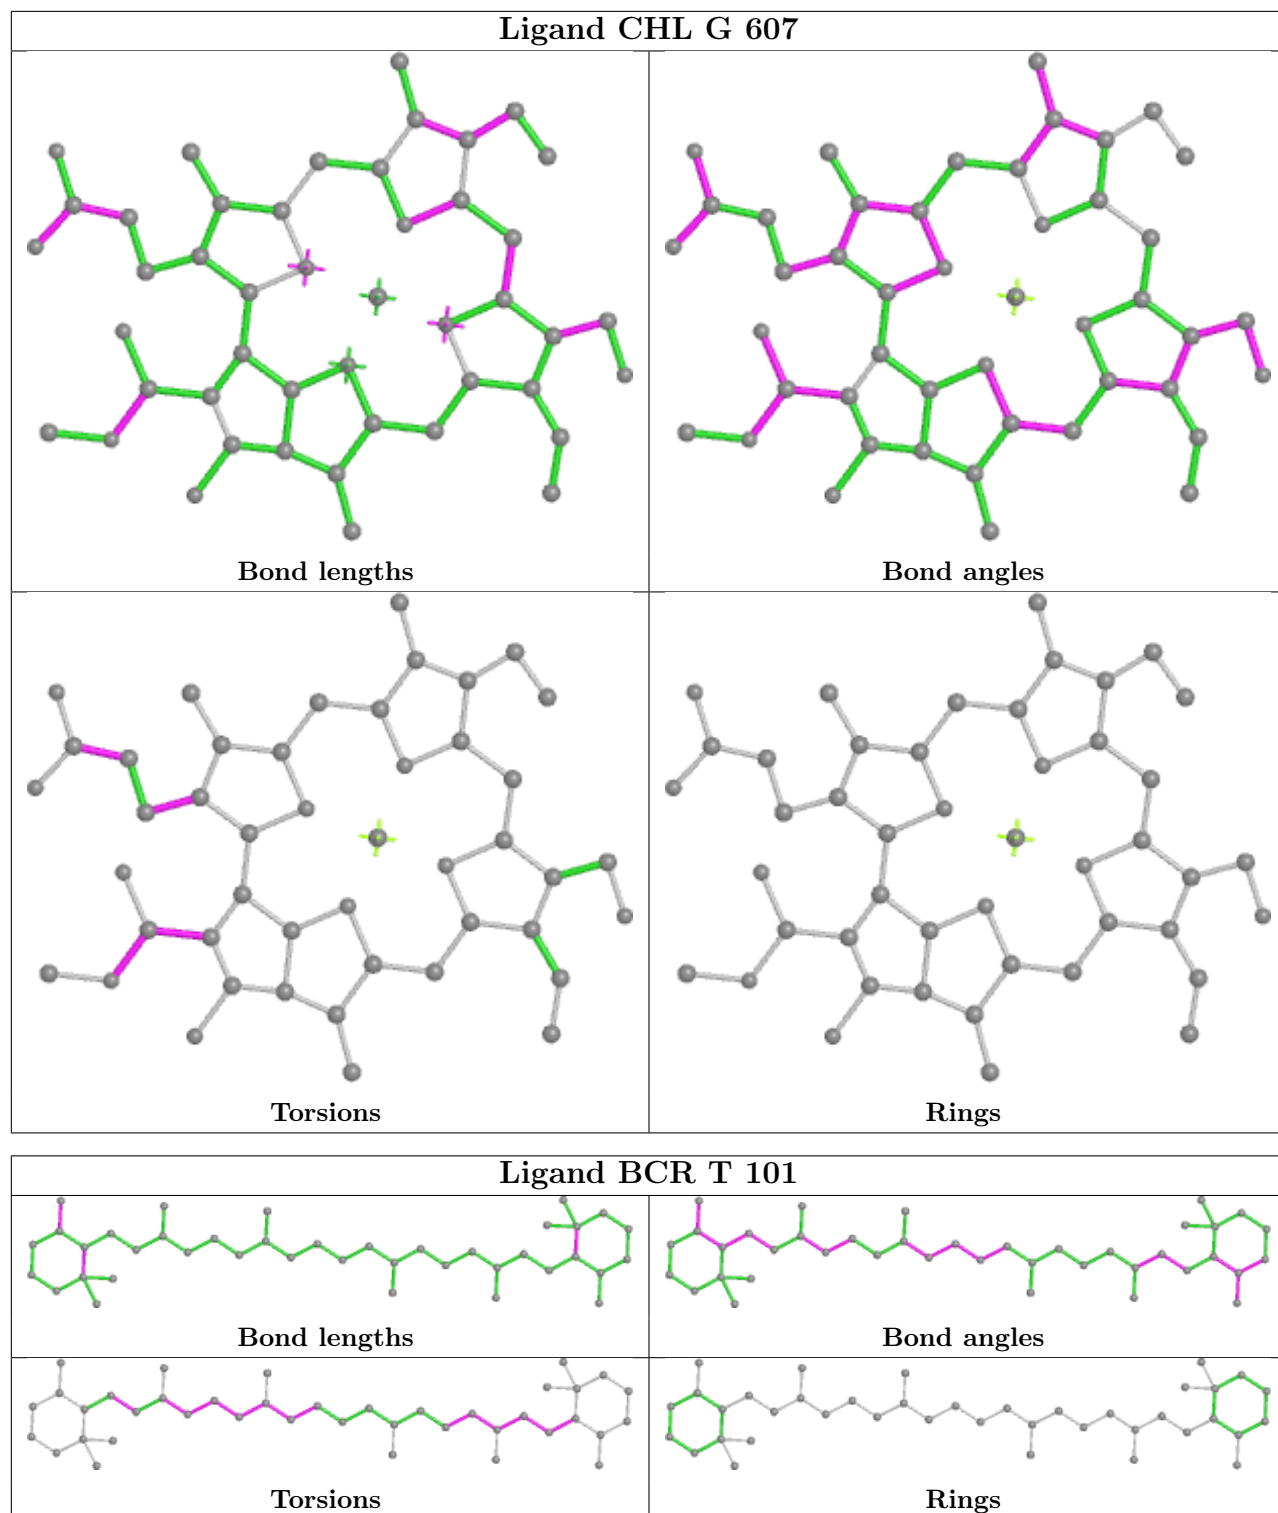 Ligand CHL G 607
Bond lengths
Bond angles
Torsions
Rings
Ligand BCR T 101
Bond lengths
Bond angles
Torsions
Rings